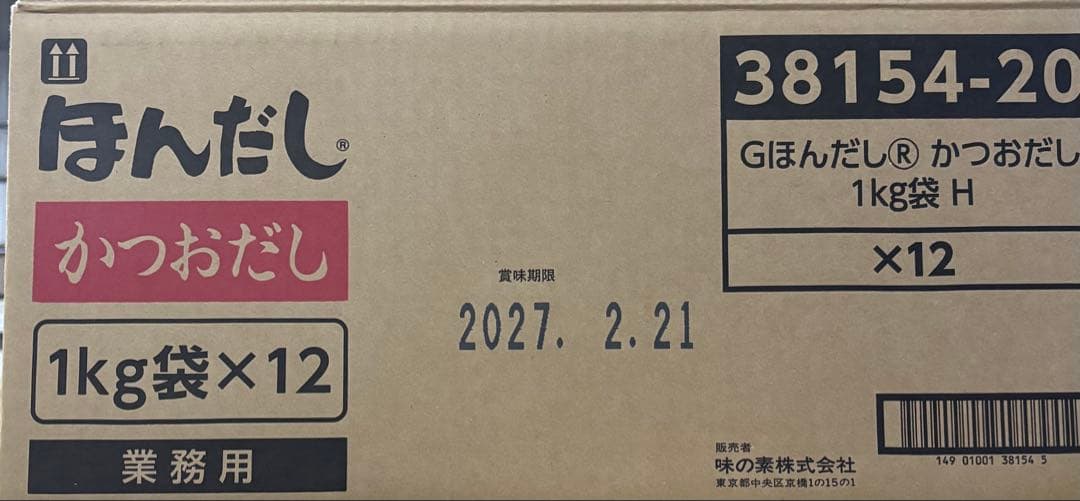 ほんだし®
かつおだし
1kg袋×12
業務用
賞味期限
2027. 2.21
38154-20
Gほんだし® かつおだし
1kg袋 H
×12
販売者
味の素株式会社
東京都中央区京橋1の15の1
149 01001 38154 5